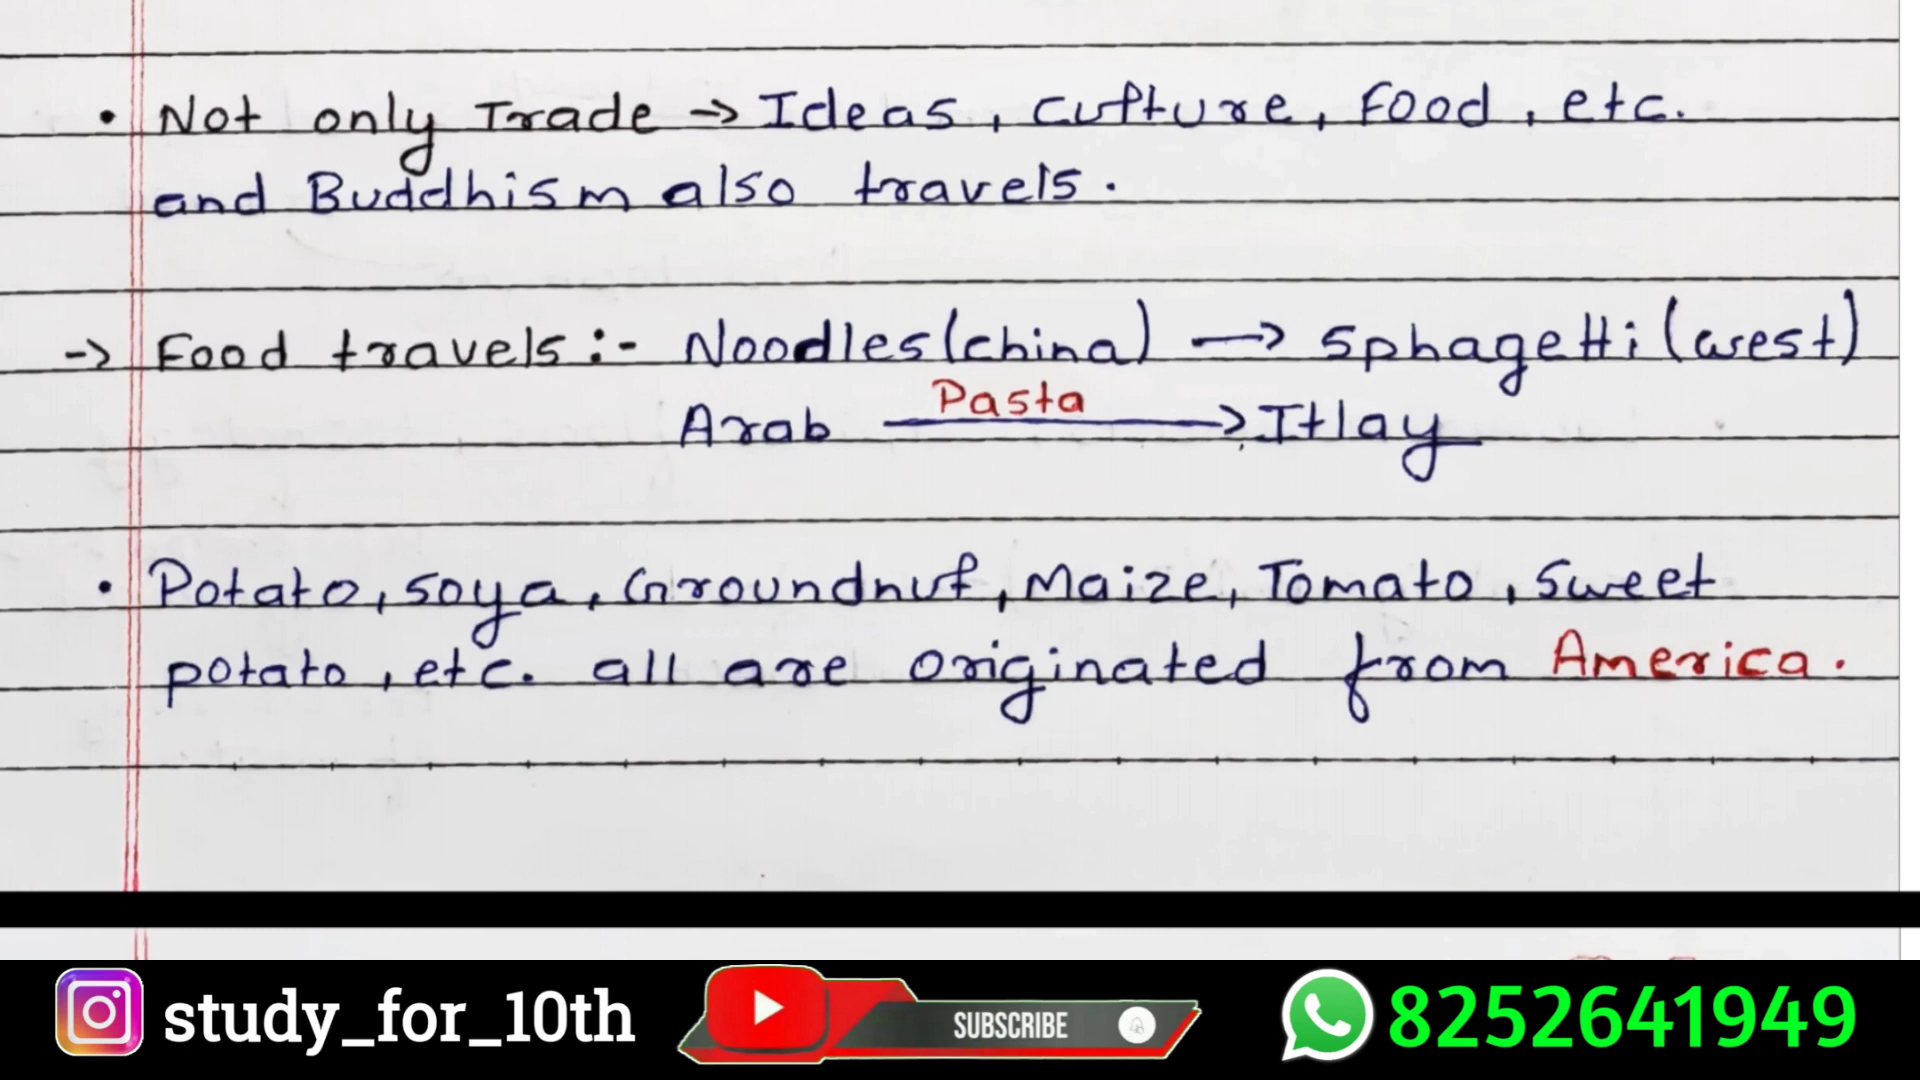 • Not only Trade → Ideas, Culture, Food, etc.
and Buddhism also travels.
→ Food travels:- Noodles (china) → Sphagetti (west)
Arab Pasta → Itlay
• Potato, Soya, Groundnut, Maize, Tomato, Sweet
potato, etc. all are originated from America.
study_for_10th
SUBSCRIBE
8252641949